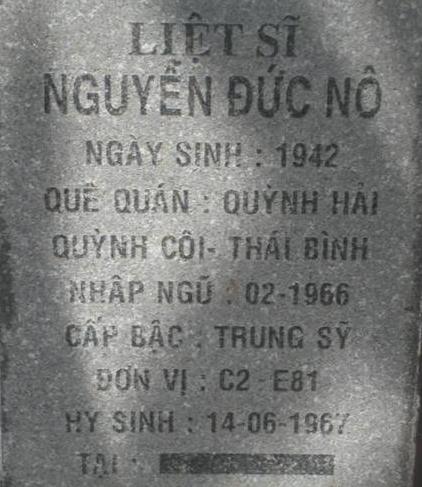 LIỆT SĨ
NGUYỄN ĐỨC NÔ
NGÀY SINH : 1942
QUÊ QUÁN : QUỲNH HẢI
QUỲNH CÔI- THÁI BÌNH
NHẬP NGŨ : 02-1966
CẤP BẬC : TRUNG SỸ
ĐƠN VỊ : C2 - E81
HY SINH : 14-06-1967
TẠI :